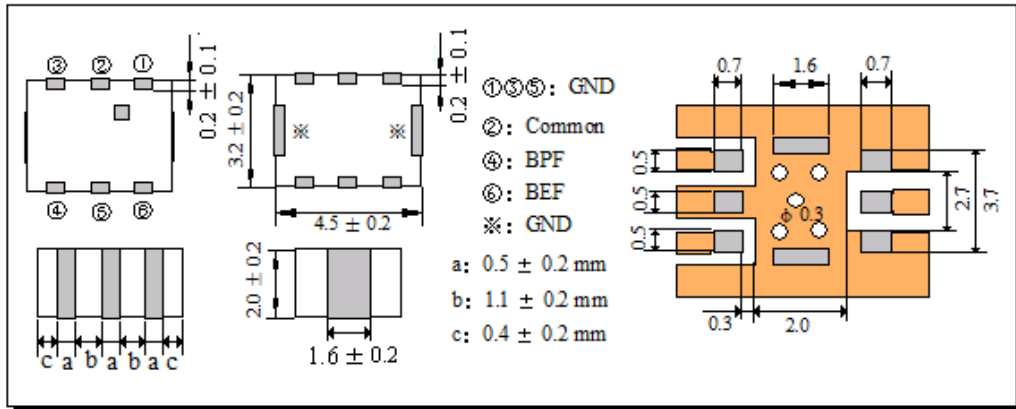 ③ ② ①
0.2 ± 0.1
④ ⑤ ⑥
3.2 ± 0.2
※ ※
0.2 ± 0.1
4.5 ± 0.2
①③⑤: GND
②: Common
④: BPF
⑥: BEF
※: GND
a: 0.5 ± 0.2 mm
b: 1.1 ± 0.2 mm
c: 0.4 ± 0.2 mm
c a b a b a c
2.0 ± 0.2
1.6 ± 0.2
0.7 1.6 0.7
0.5
0.5
0.5
ϕ 0.3
2.7
3.7
0.3 2.0